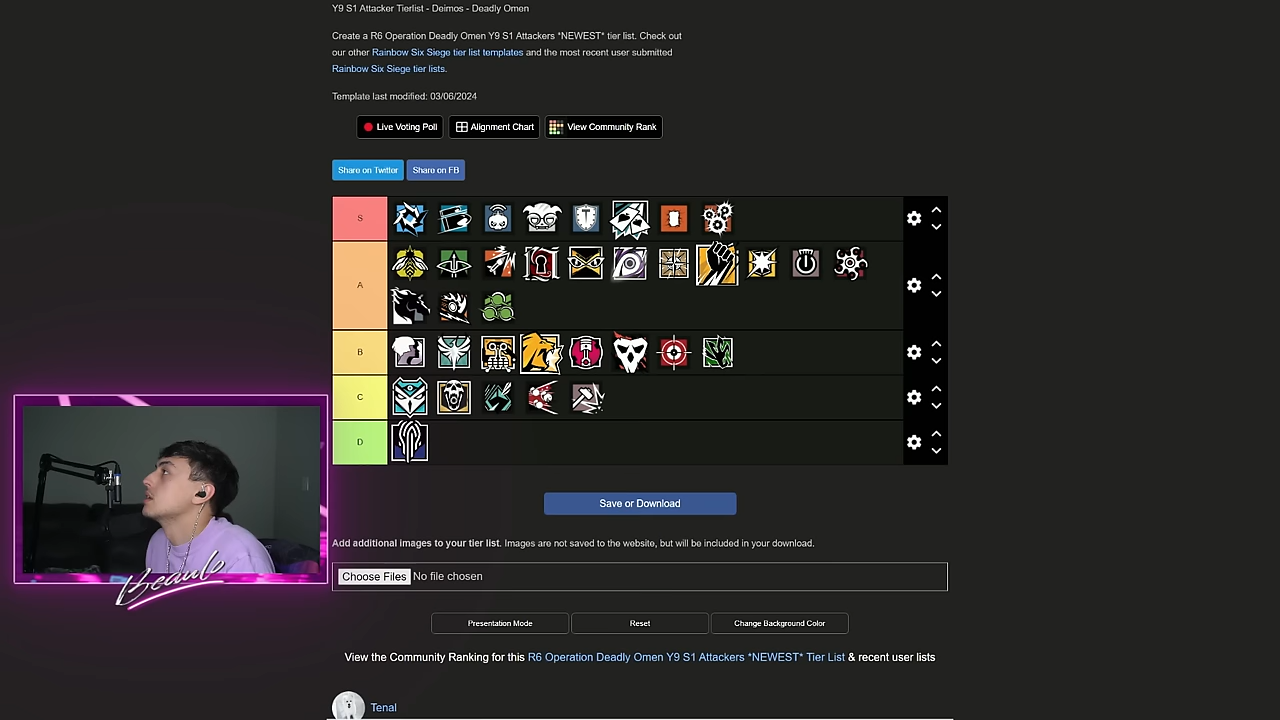 Y9 S1 Attacker Tierlist - Deimos - Deadly Omen
Create a R6 Operation Deadly Omen Y9 S1 Attackers *NEWEST* tier list. Check out
our other Rainbow Six Siege tier list templates and the most recent user submitted
Rainbow Six Siege tier lists.
Template last modified: 03/06/2024
Live Voting Poll
Alignment Chart
View Community Rank
Share on Twitter
Share on FB
S
A
B
C
D
Beaulo
Save or Download
Add additional images to your tier list. Images are not saved to the website, but will be included in your download.
Choose Files No file chosen
Presentation Mode
Reset
Change Background Color
View the Community Ranking for this R6 Operation Deadly Omen Y9 S1 Attackers *NEWEST* Tier List & recent user lists
Tenal